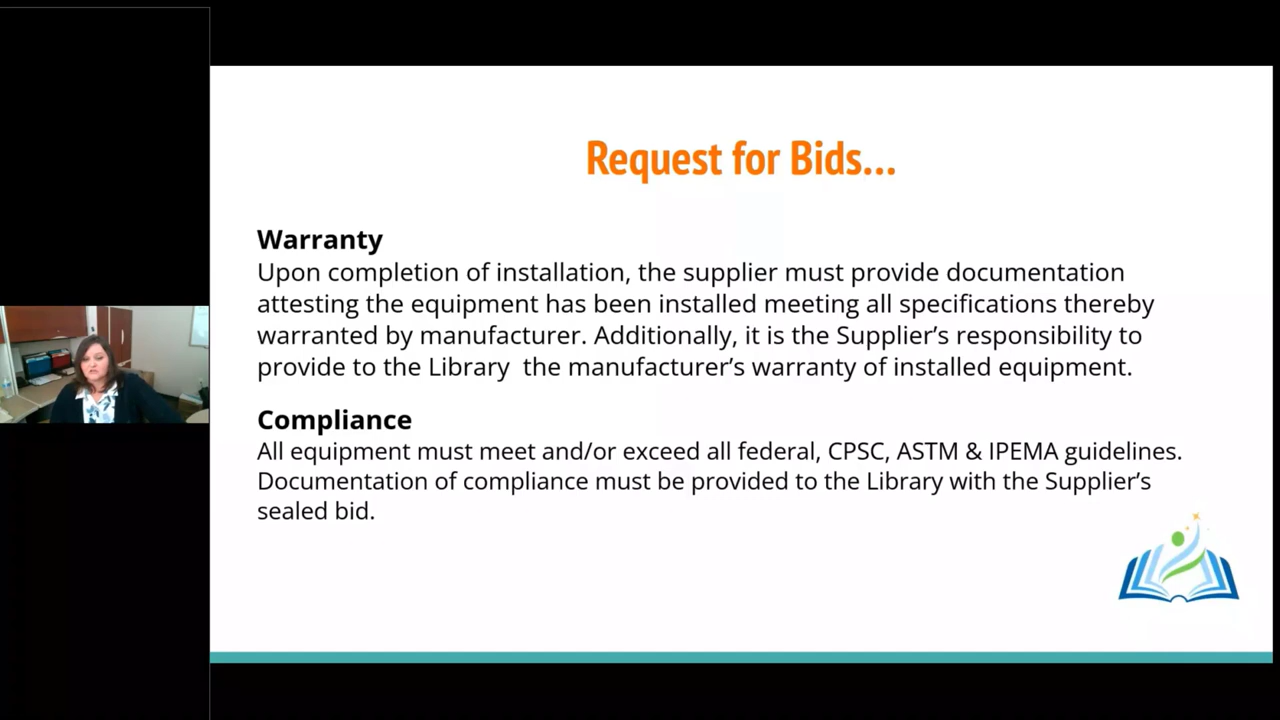 Request for Bids...
Warranty
Upon completion of installation, the supplier must provide documentation
attesting the equipment has been installed meeting all specifications thereby
warranted by manufacturer. Additionally, it is the Supplier’s responsibility to
provide to the Library  the manufacturer’s warranty of installed equipment.
Compliance
All equipment must meet and/or exceed all federal, CPSC, ASTM & IPEMA guidelines.
Documentation of compliance must be provided to the Library with the Supplier’s
sealed bid.